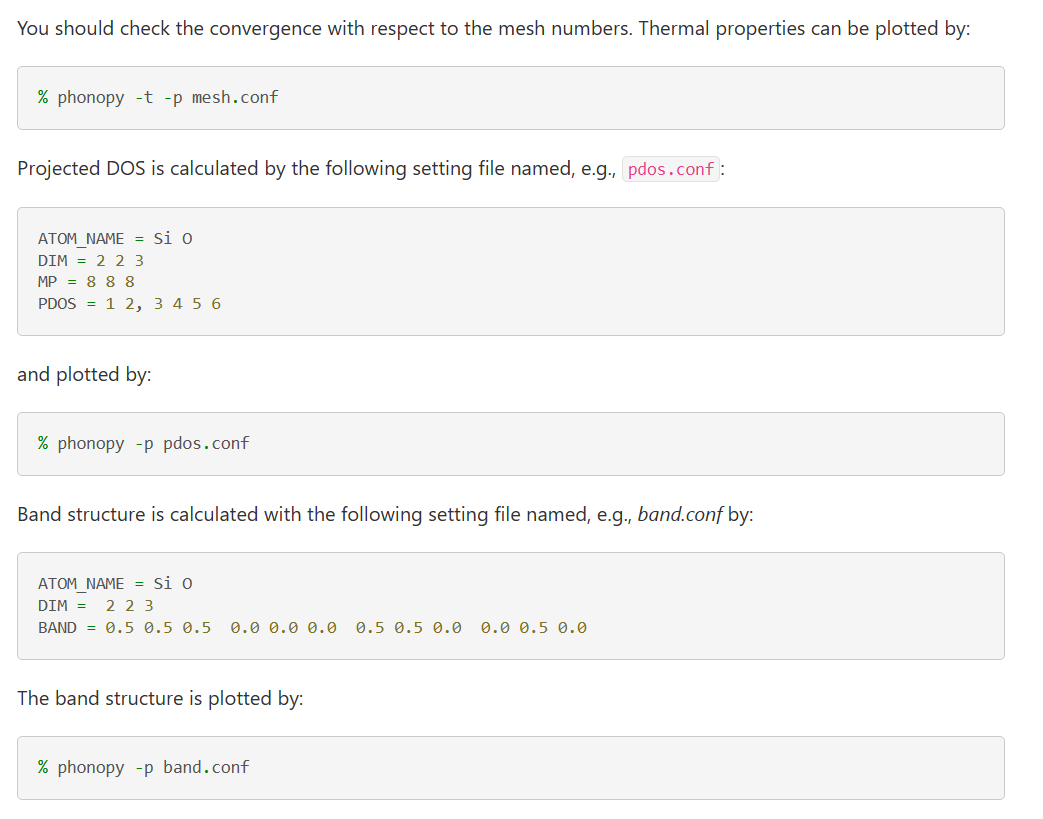 You should check the convergence with respect to the mesh numbers. Thermal properties can be plotted by:
% phonopy -t -p mesh.conf
Projected DOS is calculated by the following setting file named, e.g., pdos.conf:
ATOM_NAME = Si O
DIM = 2 2 3
MP = 8 8 8
PDOS = 1 2, 3 4 5 6
and plotted by:
% phonopy -p pdos.conf
Band structure is calculated with the following setting file named, e.g., band.conf by:
ATOM_NAME = Si O
DIM =  2 2 3
BAND = 0.5 0.5 0.5  0.0 0.0 0.0  0.5 0.5 0.0  0.0 0.5 0.0
The band structure is plotted by:
% phonopy -p band.conf